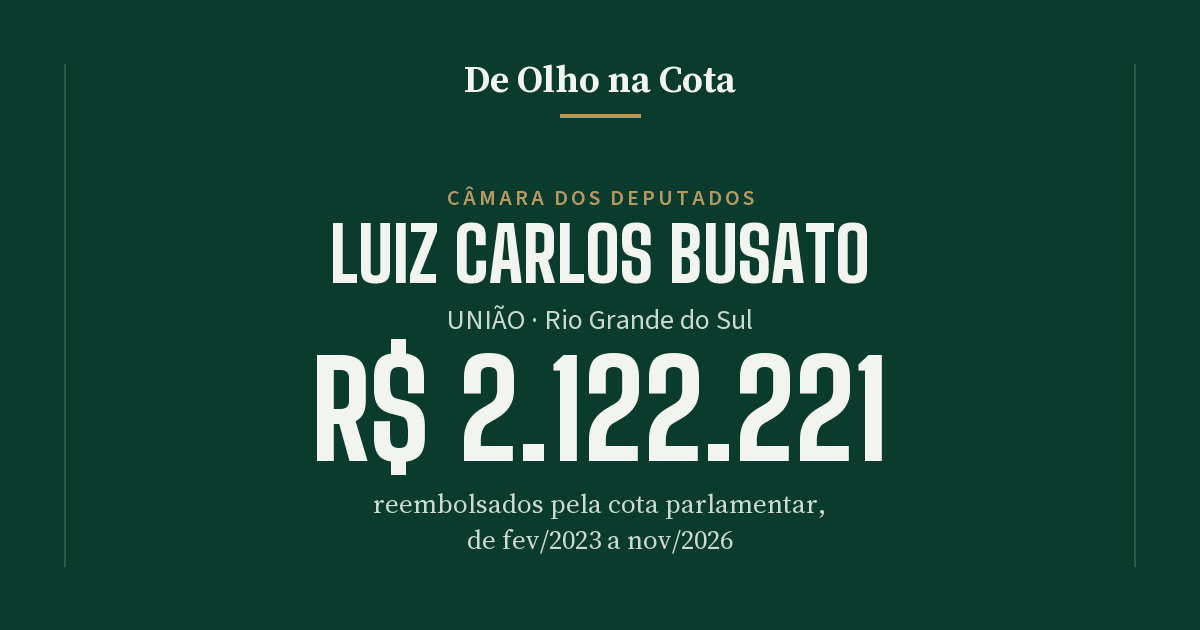 De Olho na Cota
CÂMARA DOS DEPUTADOS
LUIZ CARLOS BUSATO
UNIÃO · Rio Grande do Sul
R$ 2.122.221
reembolsados pela cota parlamentar,
de fev/2023 a nov/2026